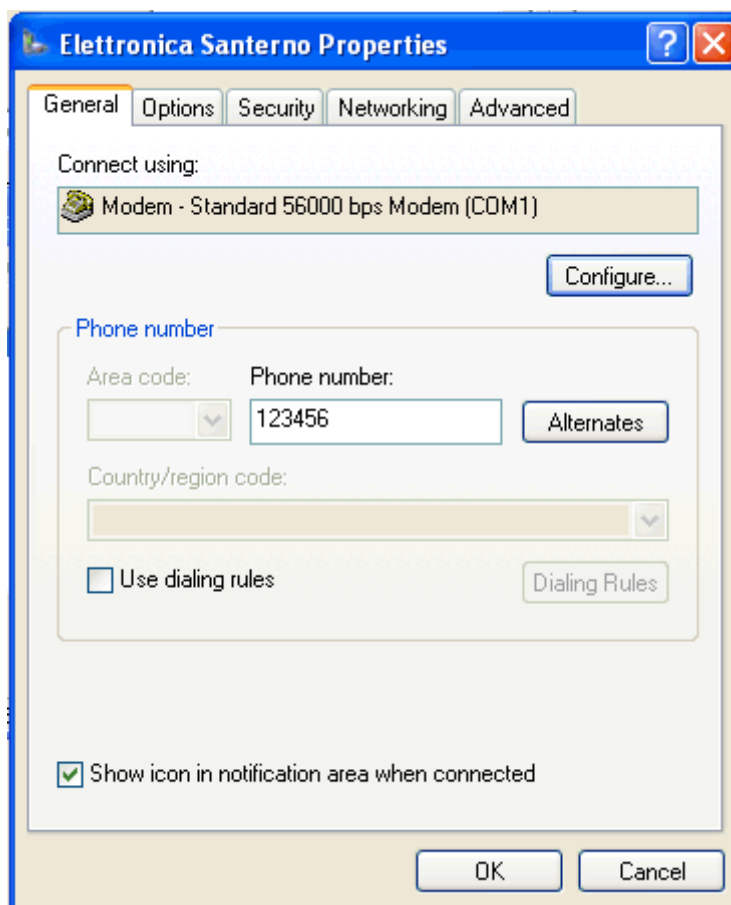 Elettronica Santerno Properties
General Options Security Networking Advanced
Connect using:
Modem - Standard 56000 bps Modem (COM1)
Configure...
Phone number
Area code: Phone number:
123456 Alternates
Country/region code:
Use dialing rules Dialing Rules
Show icon in notification area when connected
OK Cancel